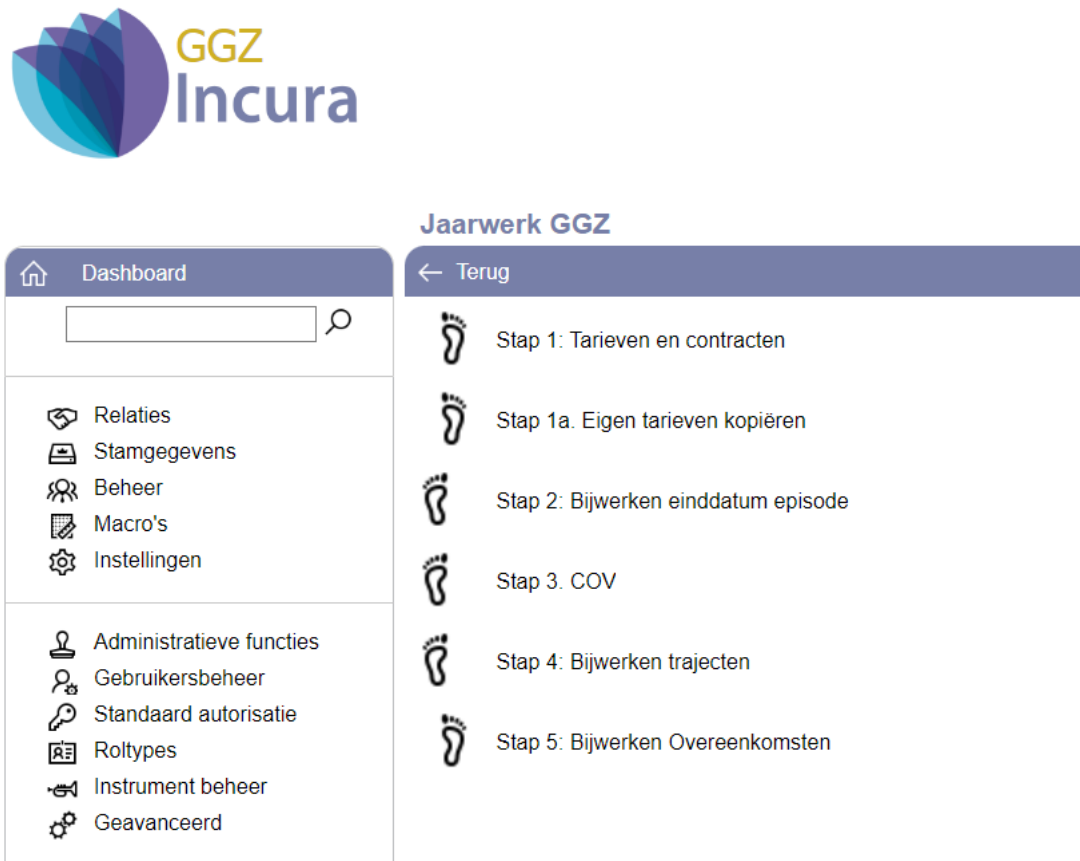 GGZ
Incura
Jaarwerk GGZ
Dashboard
Terug
Relaties
Stamgegevens
Beheer
Macro's
Instellingen
Administratieve functies
Gebruikersbeheer
Standaard autorisatie
Roltypes
Instrument beheer
Geavanceerd
Stap 1: Tarieven en contracten
Stap 1a. Eigen tarieven kopiëren
Stap 2: Bijwerken einddatum episode
Stap 3. COV
Stap 4: Bijwerken trajecten
Stap 5: Bijwerken Overeenkomsten